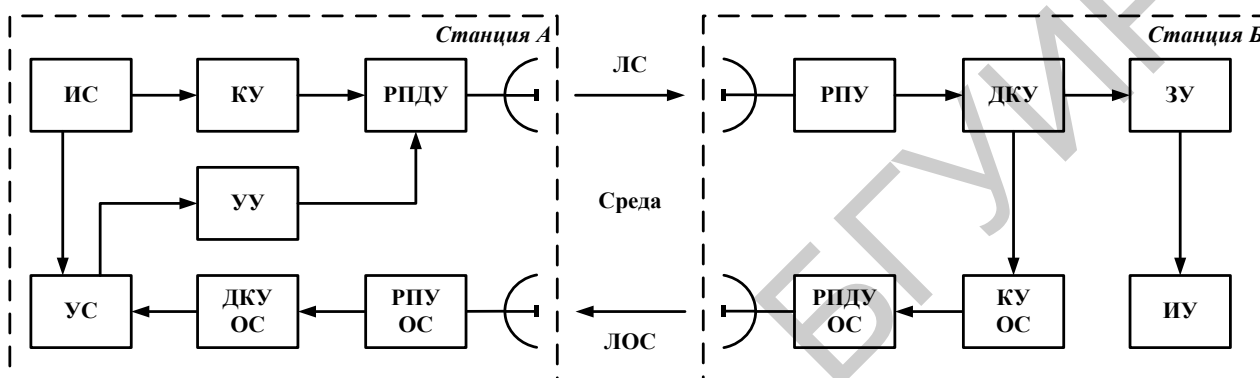 Станция А
ИС
КУ
РПДУ
УУ
УС
ДКУ
ОС
РПУ
ОС
ЛС
Среда
ЛОС
Станция Б
РПУ
ДКУ
ЗУ
РПДУ
ОС
КУ
ОС
ИУ
БГУИР